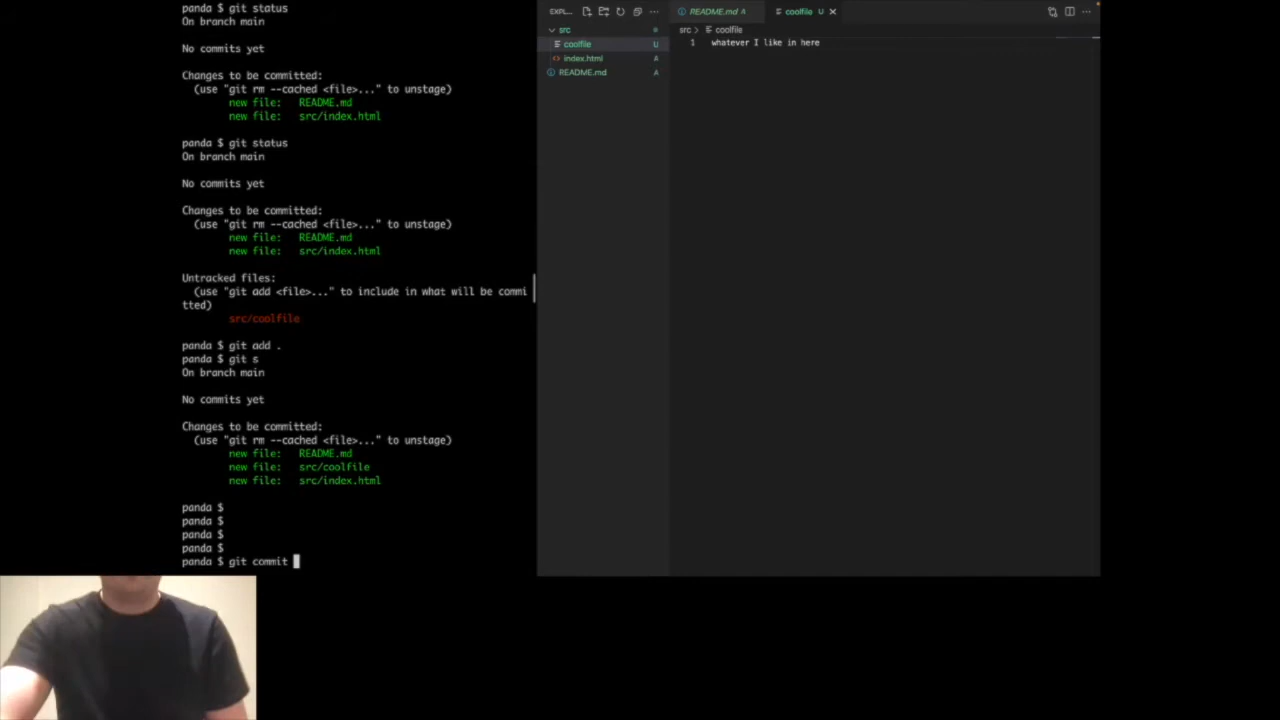 panda $ git status
On branch main
No commits yet
Changes to be committed:
(use "git rm --cached <file>..." to unstage)
new file: README.md
new file: src/index.html
panda $ git status
On branch main
No commits yet
Changes to be committed:
(use "git rm --cached <file>..." to unstage)
new file: README.md
new file: src/index.html
Untracked files:
(use "git add <file>..." to include in what will be commi
tted)
src/coolfile
panda $ git add .
panda $ git s
On branch main
No commits yet
Changes to be committed:
(use "git rm --cached <file>..." to unstage)
new file: README.md
new file: src/coolfile
new file: src/index.html
panda $
panda $
panda $
panda $
panda $ git commit
EXPL...
src
coolfile U
index.html A
README.md A
README.md A
coolfile U
src > coolfile
1 whatever I like in here